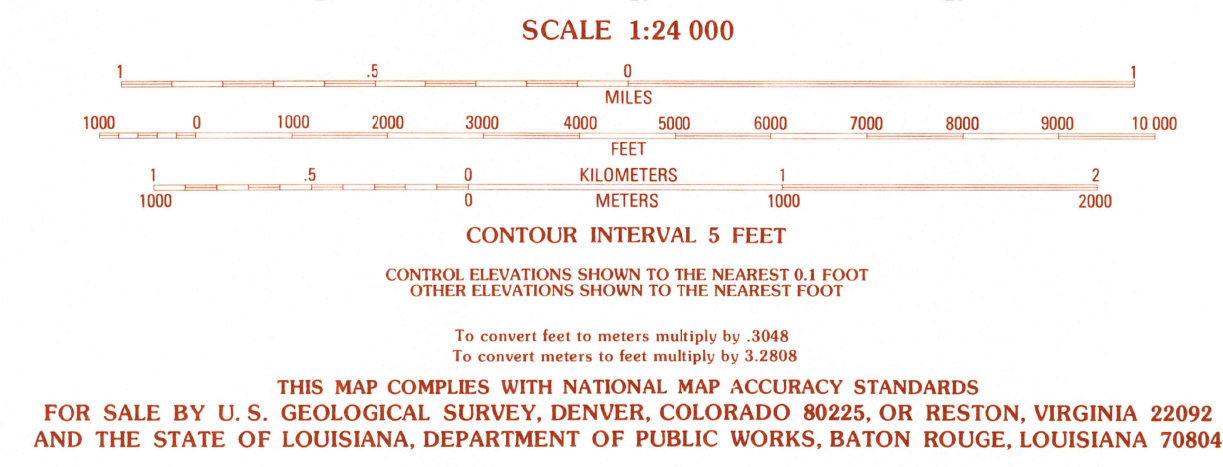 SCALE 1:24 000
1 .5 0 1
MILES
1000 0 1000 2000 3000 4000 5000 6000 7000 8000 9000 10 000
FEET
1 .5 0 KILOMETERS 1 2
1000 0 METERS 1000 2000
CONTOUR INTERVAL 5 FEET
CONTROL ELEVATIONS SHOWN TO THE NEAREST 0.1 FOOT
OTHER ELEVATIONS SHOWN TO THE NEAREST FOOT
To convert feet to meters multiply by .3048
To convert meters to feet multiply by 3.2808
THIS MAP COMPLIES WITH NATIONAL MAP ACCURACY STANDARDS
FOR SALE BY U. S. GEOLOGICAL SURVEY, DENVER, COLORADO 80225, OR RESTON, VIRGINIA 22092
AND THE STATE OF LOUISIANA, DEPARTMENT OF PUBLIC WORKS, BATON ROUGE, LOUISIANA 70804